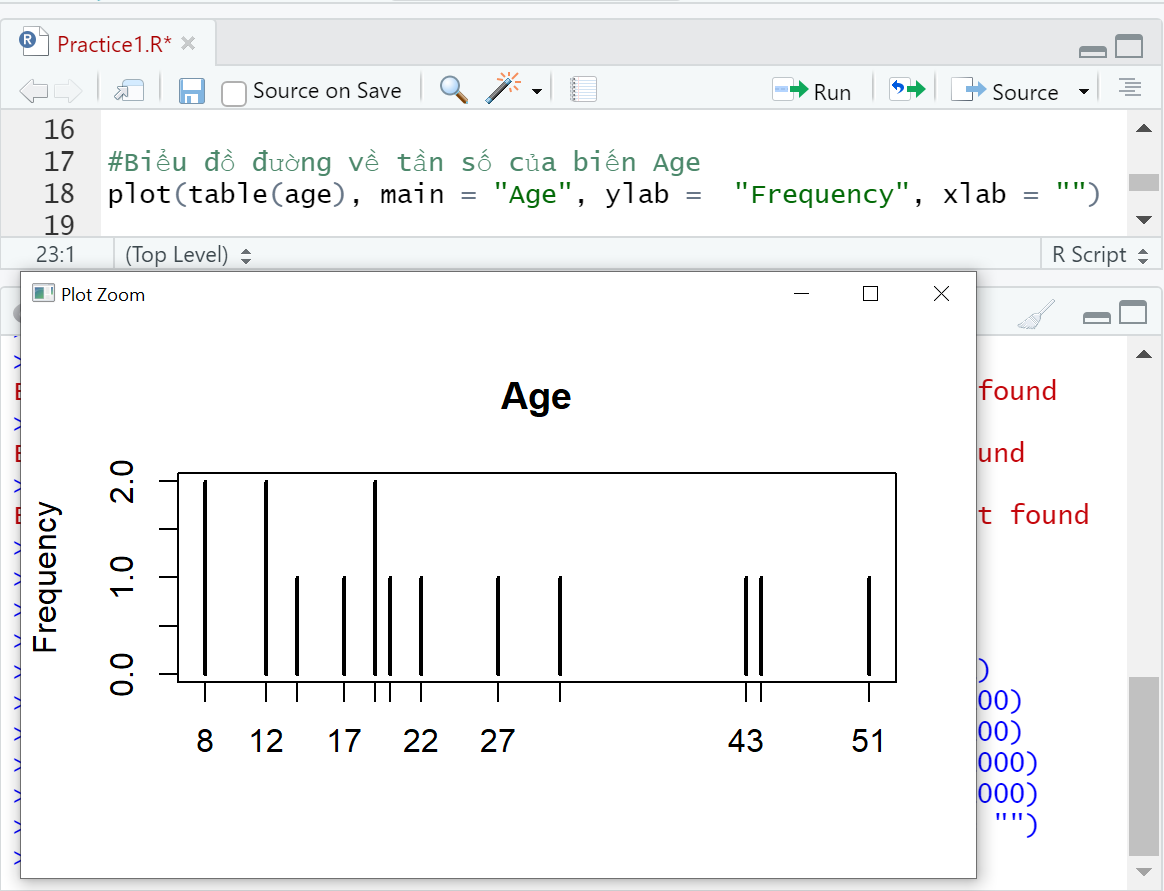 Practice1.R*
Source on Save
Run
Source
16
17 #Biểu đồ đường về tần số của biến Age
18 plot(table(age), main = "Age", ylab =  "Frequency", xlab = "")
19
23:1 (Top Level) R Script
Plot Zoom
>
found
>
und
>
t found
>
>
>
>
> )
> 00)
> 00)
> 000)
> 000)
> "")
>
Age
Frequency
2.0
1.0
0.0
8 12 17 22 27 43 51